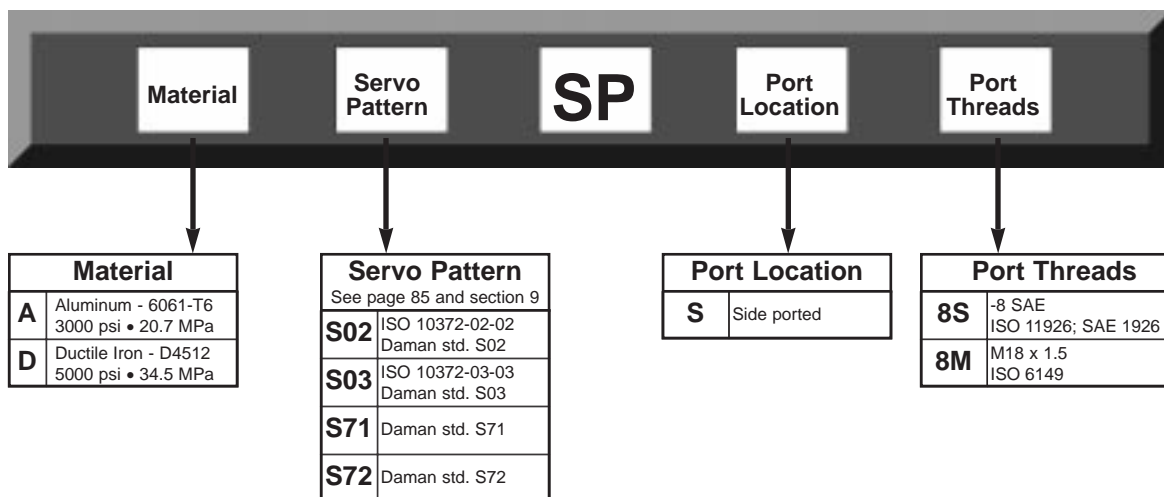 Material
Servo
Pattern
SP
Port
Location
Port
Threads
Material
A
Aluminum - 6061-T6
3000 psi • 20.7 MPa
D
Ductile Iron - D4512
5000 psi • 34.5 MPa
Servo Pattern
See page 85 and section 9
S02
ISO 10372-02-02
Daman std. S02
S03
ISO 10372-03-03
Daman std. S03
S71
Daman std. S71
S72
Daman std. S72
Port Location
S
Side ported
Port Threads
8S
-8 SAE
ISO 11926; SAE 1926
8M
M18 x 1.5
ISO 6149